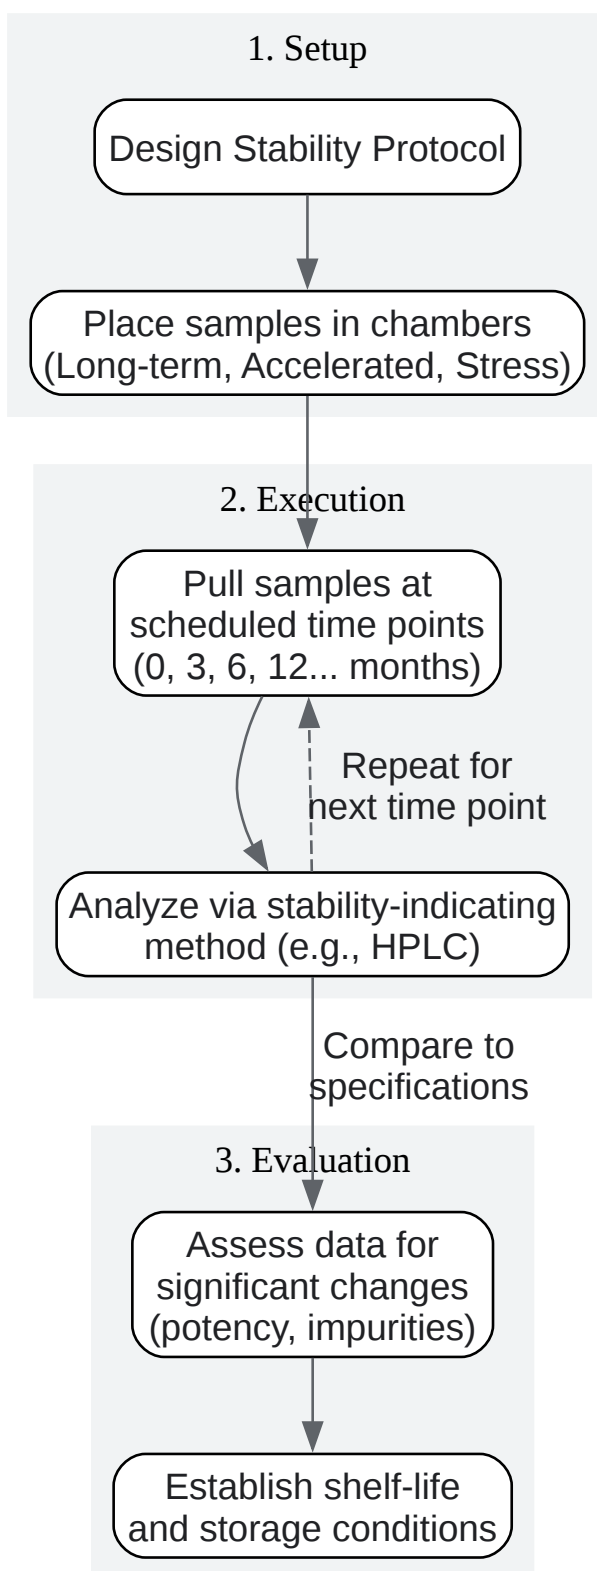 1. Setup
Design Stability Protocol
Place samples in chambers
(Long-term, Accelerated, Stress)
2. Execution
Pull samples at
scheduled time points
(0, 3, 6, 12... months)
Repeat for
next time point
Analyze via stability-indicating
method (e.g., HPLC)
Compare to
specifications
3. Evaluation
Assess data for
significant changes
(potency, impurities)
Establish shelf-life
and storage conditions